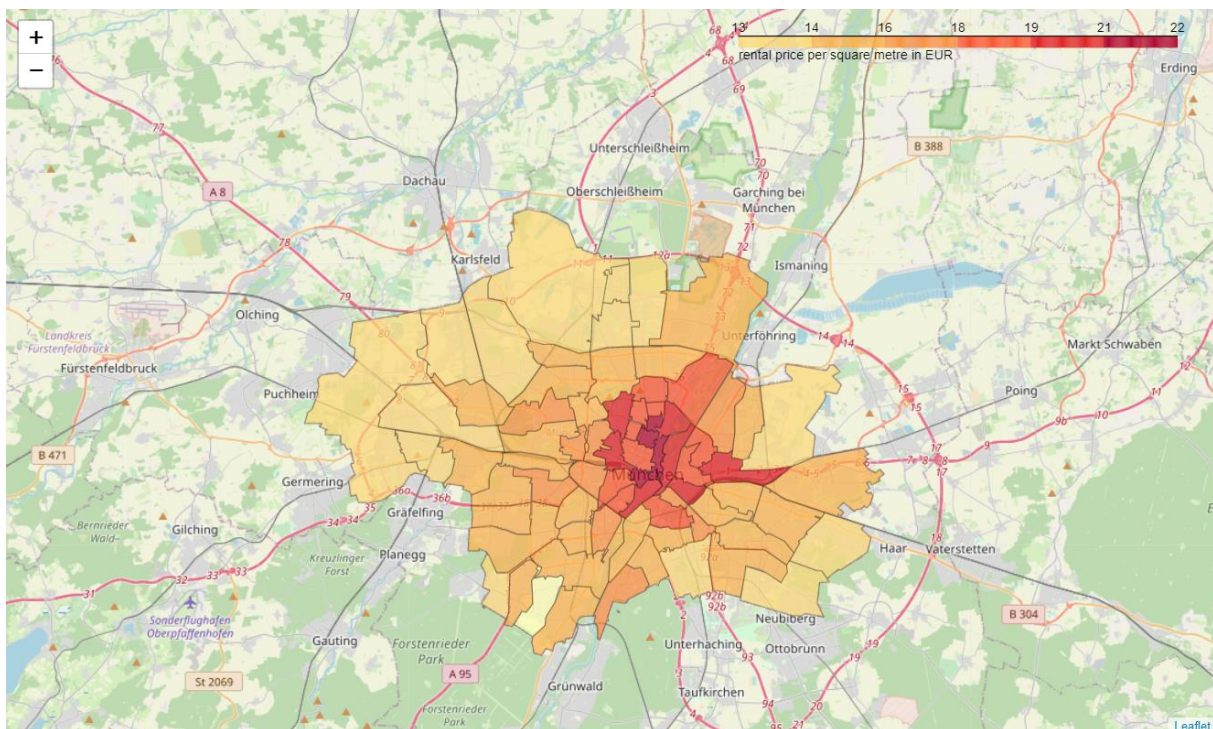 +
−
13 14 16 18 19 21 22
rental price per square metre in EUR
Erding
B 388
Unterschleißheim
Dachau
Oberschleißheim
Garching bei
München
A 8
Karlsfeld
Ismaning
Olching
Landkreis
Fürstenfeldbruck
Fürstenfeldbruck
Unterföhring
Markt Schwaben
Puchheim
Poing
B 471
München
Germering
Gräfelfing
Gilching
Bernrieder
Wald
Kreuzlinger
Forst
Planegg
Haar
Vaterstetten
Sonderflughafen
Oberpfaffenhofen
Neubiberg
B 304
Gauting
Forstenrieder
Park
Unterhaching
Ottobrunn
A 95
St 2069
Grünwald
Taufkirchen
Forstenrieder
Park
Leaflet